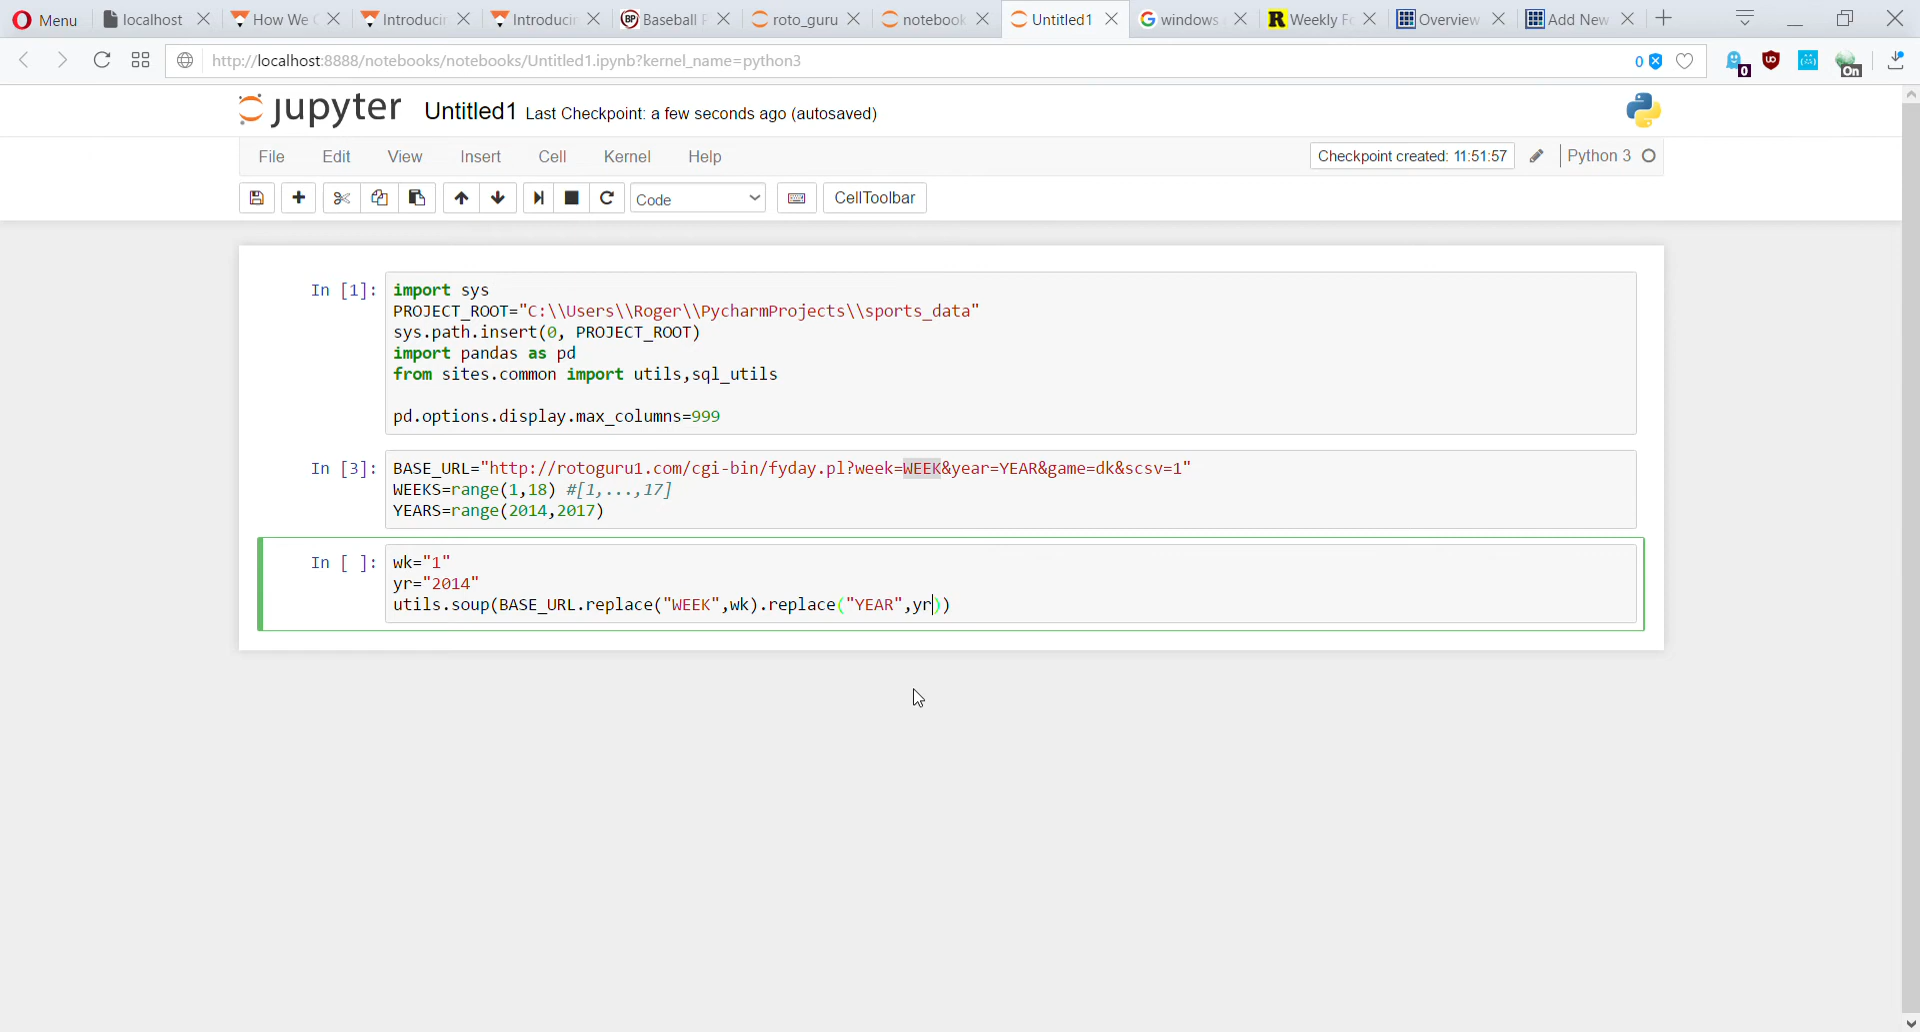 Menu localhost How We Introducin Introducin Baseball P roto_guru notebook Untitled1 windows Weekly Fo Overview Add New
http://localhost:8888/notebooks/notebooks/Untitled1.ipynb?kernel_name=python3 0 0 On
jupyter Untitled1 Last Checkpoint: a few seconds ago (autosaved)
File Edit View Insert Cell Kernel Help Checkpoint created: 11:51:57 Python 3
Code CellToolbar
In [1]: import sys
PROJECT_ROOT="C:\\Users\\Roger\\PycharmProjects\\sports_data"
sys.path.insert(0, PROJECT_ROOT)
import pandas as pd
from sites.common import utils,sql_utils
pd.options.display.max_columns=999
In [3]: BASE_URL="http://rotoguru1.com/cgi-bin/fyday.pl?week=WEEK&year=YEAR&game=dk&scsv=1"
WEEKS=range(1,18) #[1,...,17]
YEARS=range(2014,2017)
In [ ]: wk="1"
yr="2014"
utils.soup(BASE_URL.replace("WEEK",wk).replace("YEAR",yr))